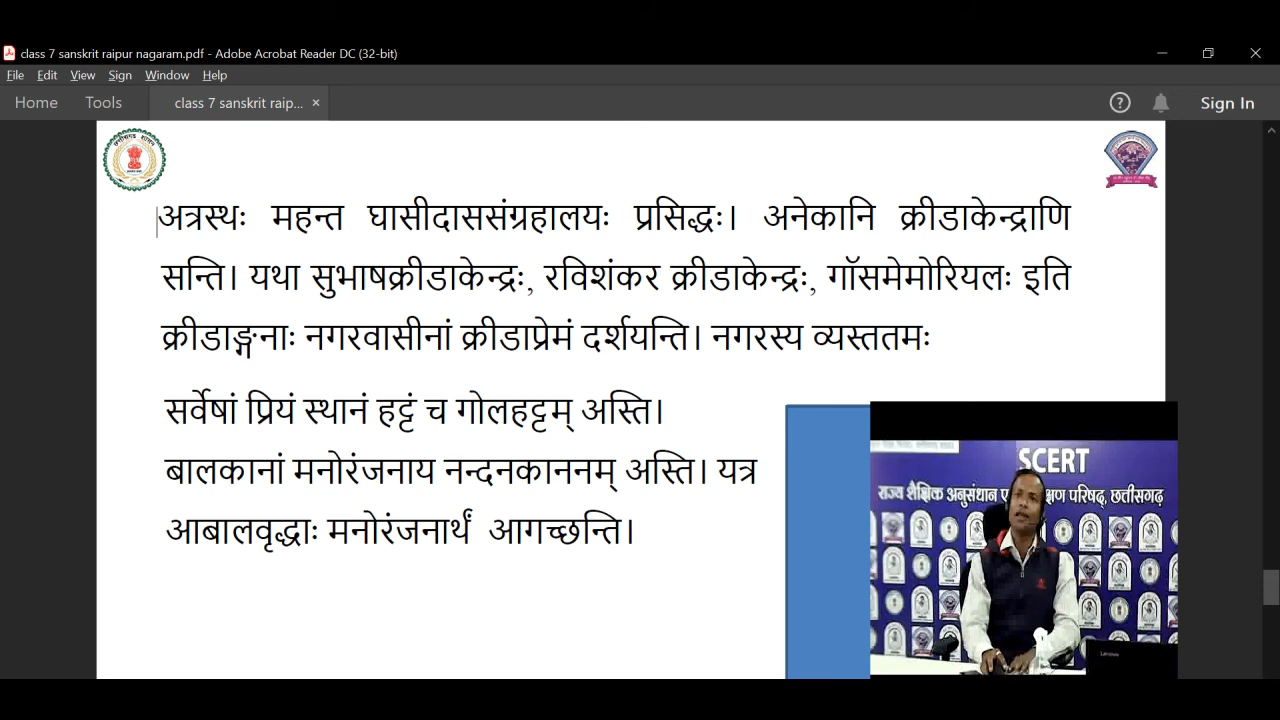 class 7 sanskrit raipur nagaram.pdf - Adobe Acrobat Reader DC (32-bit)
File Edit View Sign Window Help
Home Tools class 7 sanskrit raip... × Sign In
अत्रस्थः महन्त घासीदाससंग्रहालयः प्रसिद्धः। अनेकानि क्रीडाकेन्द्राणि
सन्ति। यथा सुभाषक्रीडाकेन्द्रः, रविशंकर क्रीडाकेन्द्रः, गॉसमेमोरियलः इति
क्रीडाङ्गनाः नगरवासीनां क्रीडाप्रेमं दर्शयन्ति। नगरस्य व्यस्ततमः
सर्वेषां प्रियं स्थानं हट्टं च गोलहट्टम् अस्ति।
बालकानां मनोरंजनाय नन्दनकाननम् अस्ति। यत्र
आबालवृद्धाः मनोरंजनार्थं आगच्छन्ति।
SCERT
राज्य शैक्षिक अनुसंधान परिषद्, छत्तीसगढ़
Lenovo